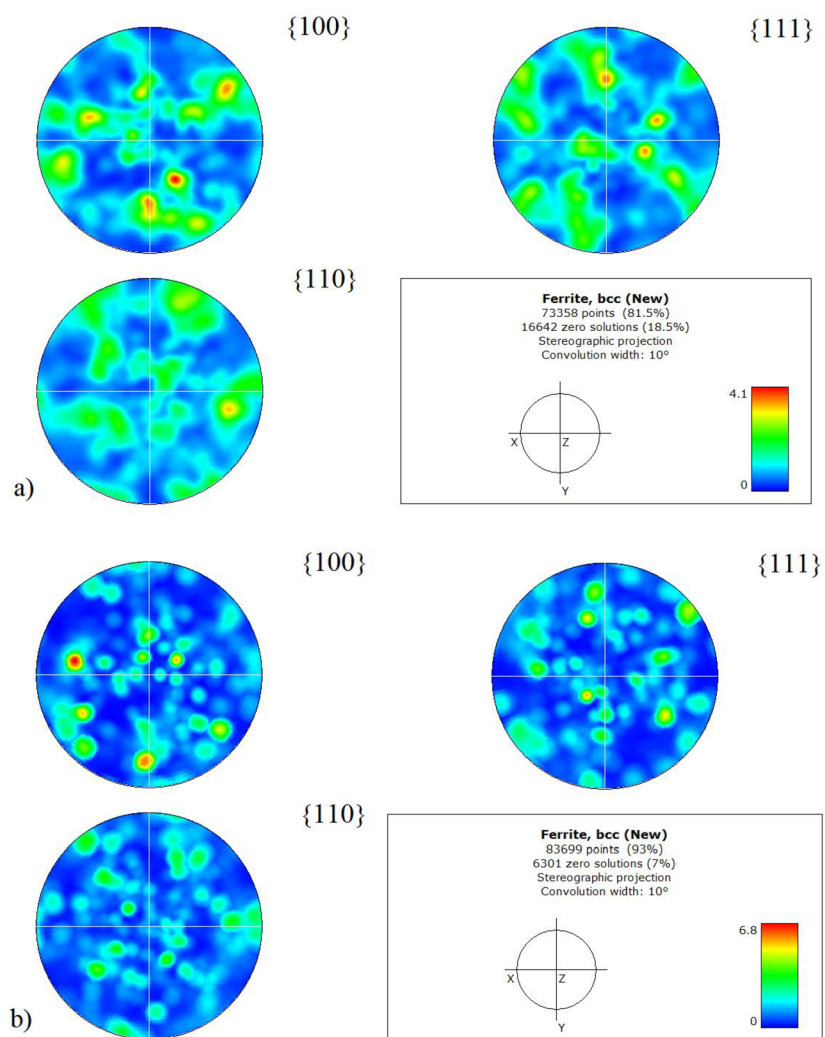 {100}
{111}
{110}
Ferrite, bcc (New)
73358 points (81.5%)
16642 zero solutions (18.5%)
Stereographic projection
Convolution width: 10º
4.1
X
Z
0
Y
a)
{100}
{111}
{110}
Ferrite, bcc (New)
83699 points (93%)
6301 zero solutions (7%)
Stereographic projection
Convolution width: 10º
6.8
X
Z
0
Y
b)